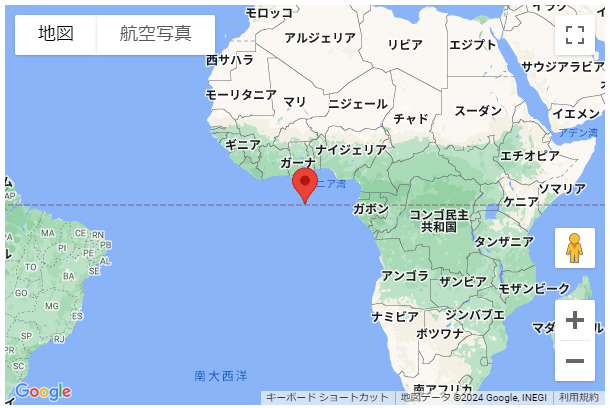 モロッコ
イラク
地図
航空写真
アルジェリア
リビア
エジプト
西サハラ
サウジアラビア
モーリタニア
マリ
ニジェール
チャド
スーダン
イエメン
アデン湾
ギニア
ナイジェリア
ガーナ
エチオピア
ニア湾
ソマリア
ケニア
ガボン
コンゴ民主
共和国
AP
MA
CE
RN
PI
PB
PE
AL
TO
SE
BA
GO
MG
ES
SP
RJ
PR
SC
タンザニア
アンゴラ
ザンビア
モザンビーク
ナミビア
ジンバブエ
ボツワナ
マダ
南大西洋
南アフリカ
Google
キーボード ショートカット
地図データ ©2024 Google, INEGI
利用規約